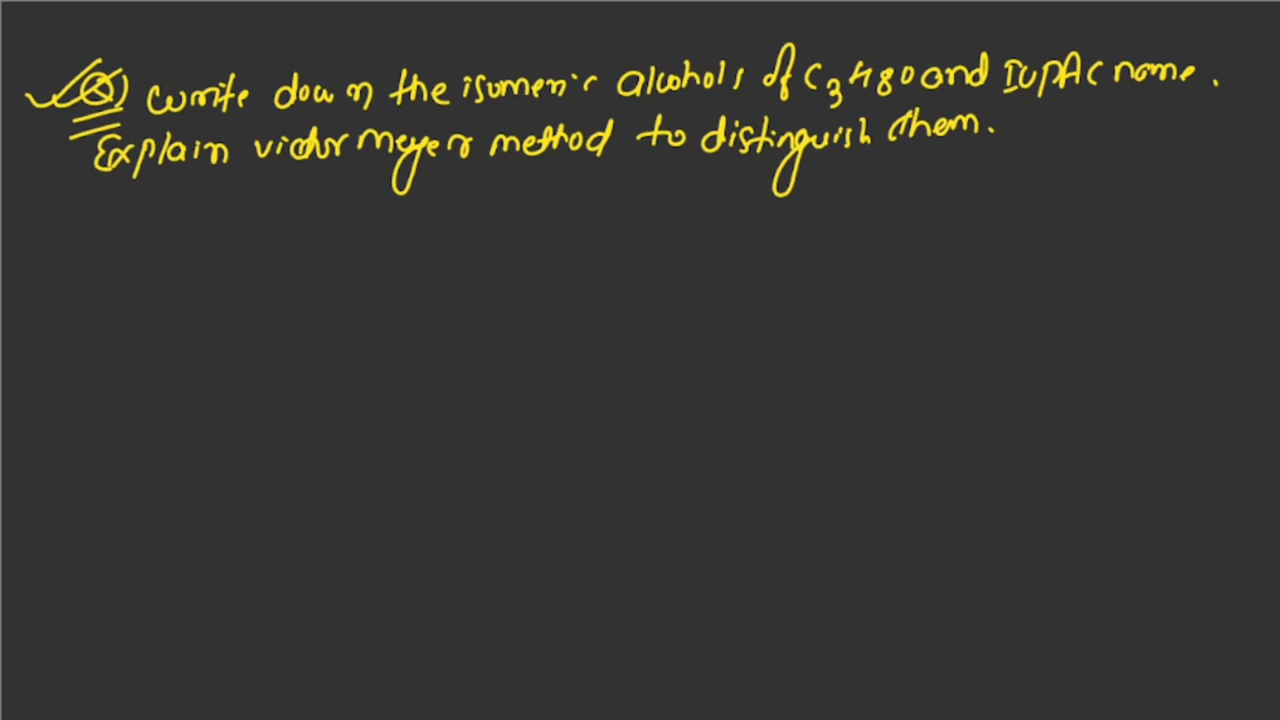 Q) write down the isomeric alcohols of C3H8O and IUPAC name.
Explain victor meyer method to distinguish them.